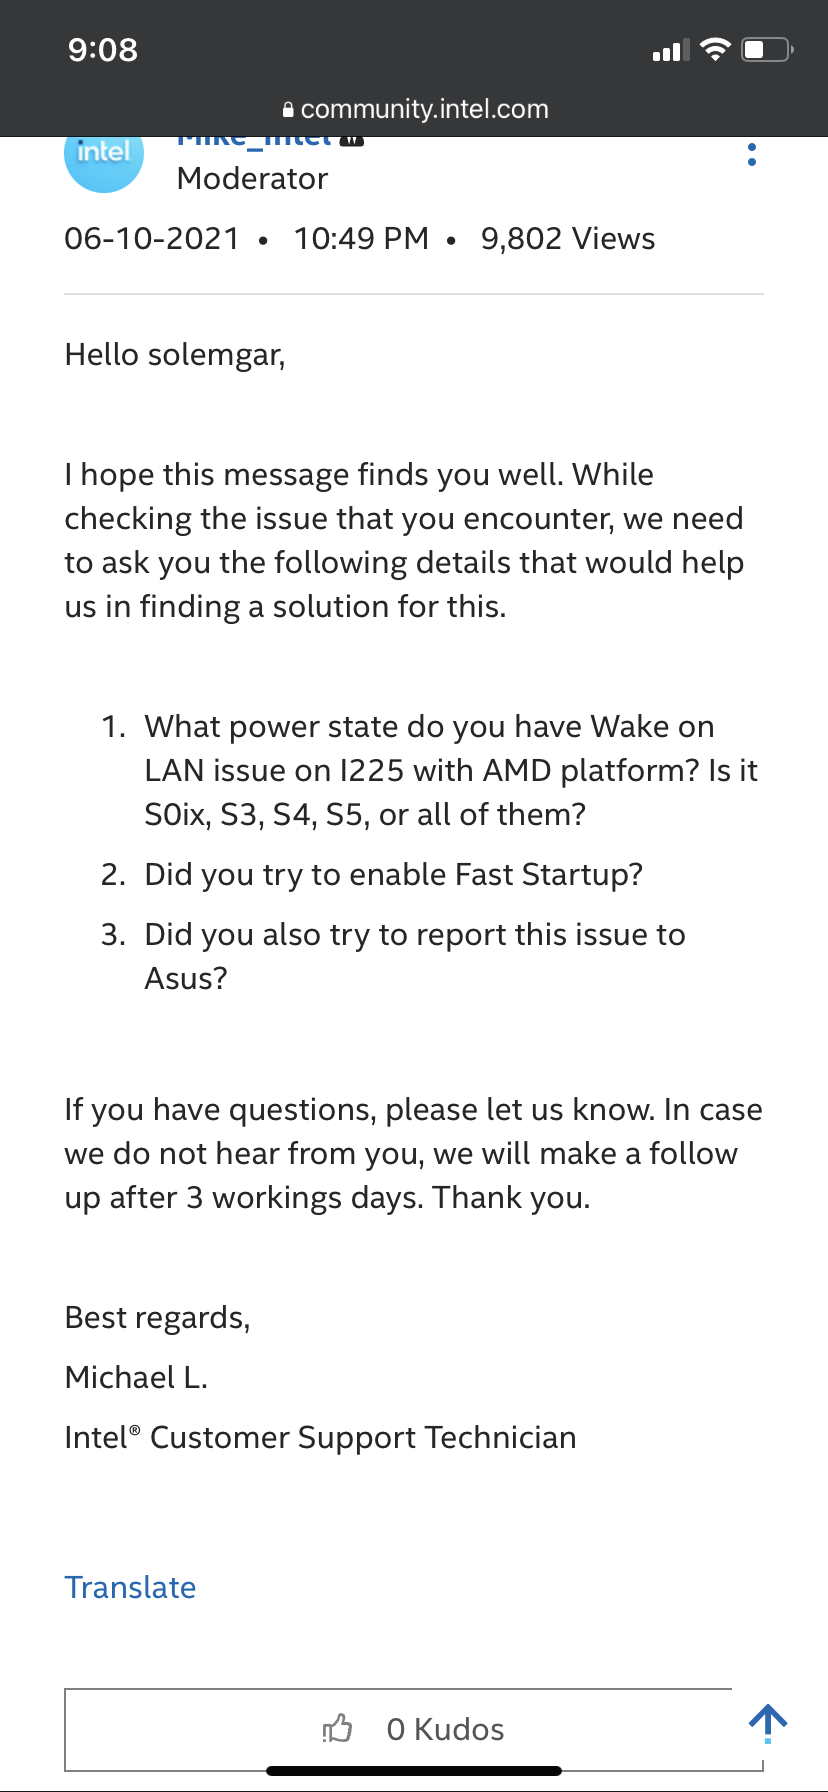 9:08
community.intel.com
intel
Mike_Intel
Moderator
06-10-2021 • 10:49 PM • 9,802 Views
Hello solemgar,
I hope this message finds you well. While
checking the issue that you encounter, we need
to ask you the following details that would help
us in finding a solution for this.
1. What power state do you have Wake on
LAN issue on I225 with AMD platform? Is it
S0ix, S3, S4, S5, or all of them?
2. Did you try to enable Fast Startup?
3. Did you also try to report this issue to
Asus?
If you have questions, please let us know. In case
we do not hear from you, we will make a follow
up after 3 workings days. Thank you.
Best regards,
Michael L.
Intel® Customer Support Technician
Translate
0 Kudos